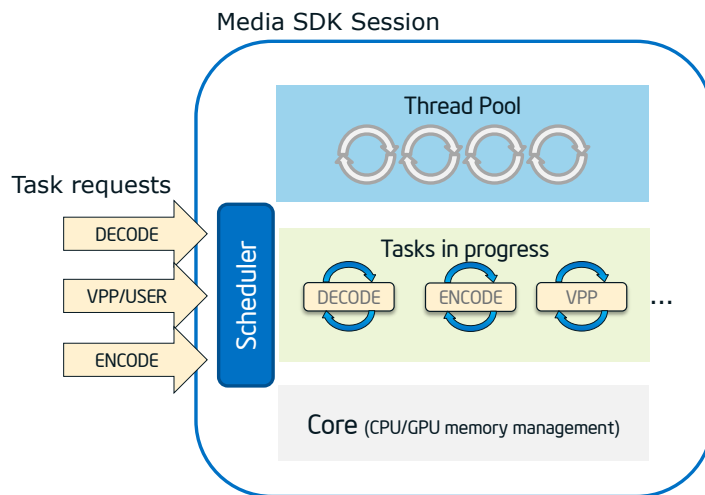 Media SDK Session
Thread Pool
Task requests
DECODE
VPP/USER
ENCODE
Scheduler
Tasks in progress
DECODE
ENCODE
VPP
...
Core (CPU/GPU memory management)